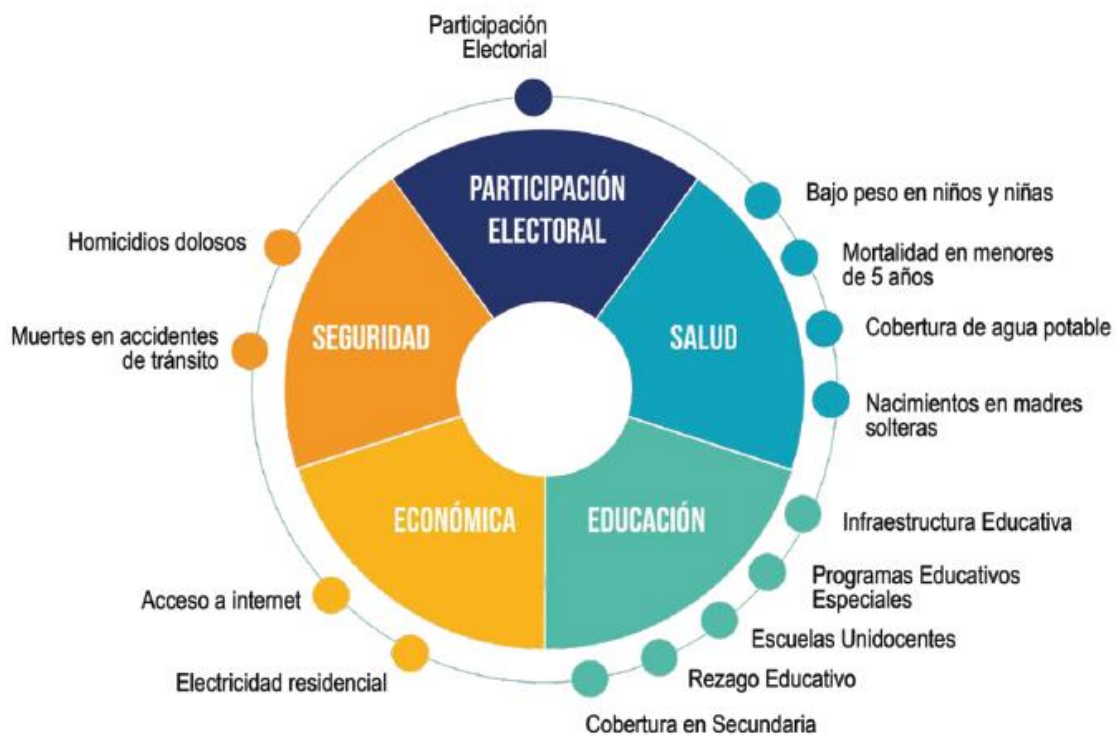 Participación
Electorial
PARTICIPACIÓN
ELECTORAL
Bajo peso en niños y niñas
Mortalidad en menores
de 5 años
Cobertura de agua potable
Nacimientos en madres
solteras
SALUD
Infraestructura Educativa
Programas Educativos
Especiales
Escuelas Unidocentes
Rezago Educativo
Cobertura en Secundaria
EDUCACIÓN
ECONÓMICA
Electricidad residencial
Acceso a internet
SEGURIDAD
Muertes en accidentes
de tránsito
Homicidios dolosos